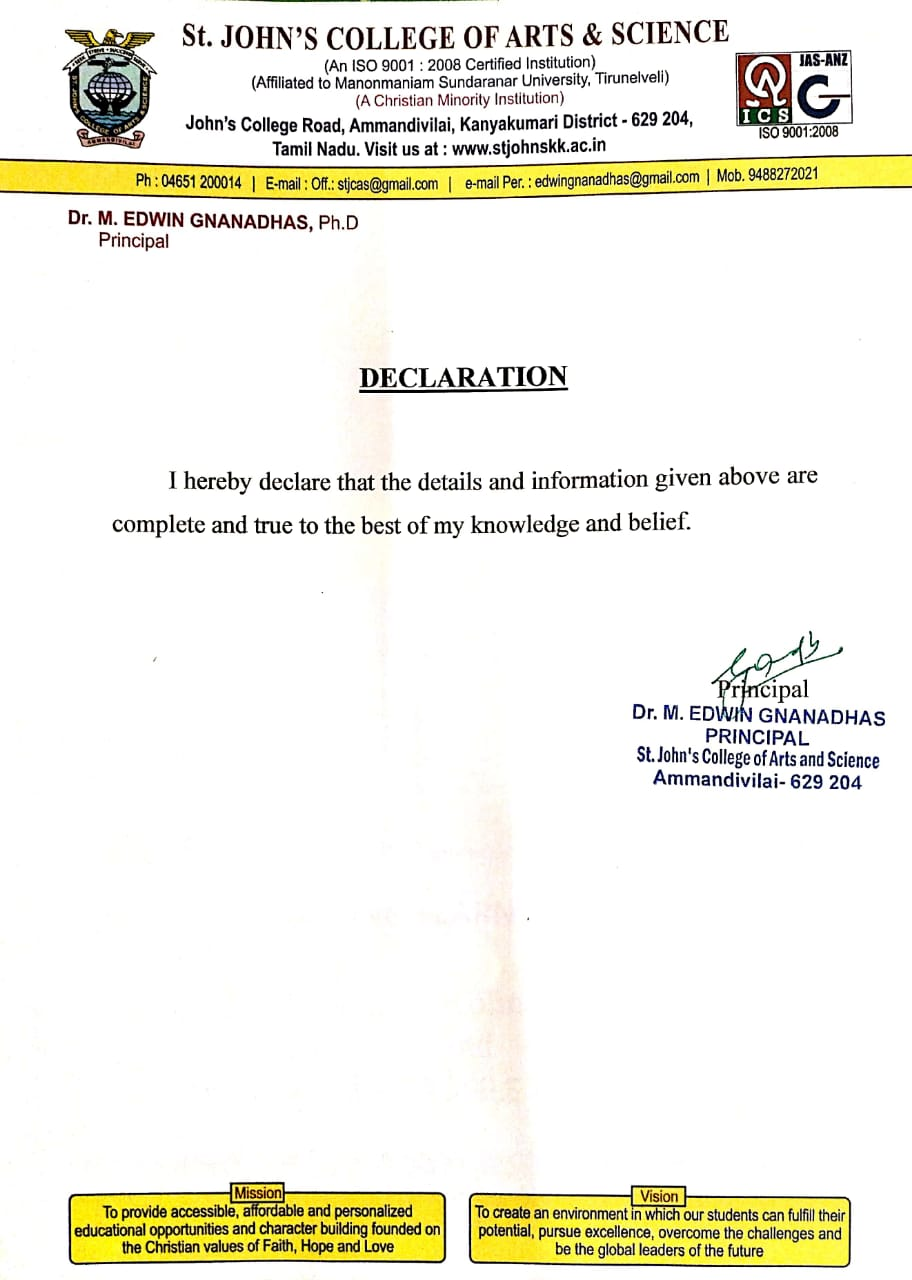 St. JOHN'S COLLEGE OF ARTS & SCIENCE
(An ISO 9001 : 2008 Certified Institution)
(Affiliated to Manonmaniam Sundaranar University, Tirunelveli)
(A Christian Minority Institution)
John's College Road, Ammandivilai, Kanyakumari District - 629 204,
Tamil Nadu. Visit us at : www.stjohnskk.ac.in
JAS-ANZ
ICS
ISO 9001:2008
ST. JOHN'S COLLEGE OF ARTS & SCIENCE
AMMANDIVILAI
Ph : 04651 200014 | E-mail : Off.: stjcas@gmail.com | e-mail Per. : edwingnanadhas@gmail.com | Mob. 9488272021
Dr. M. EDWIN GNANADHAS, Ph.D
Principal
DECLARATION
I hereby declare that the details and information given above are
complete and true to the best of my knowledge and belief.
Principal
Dr. M. EDWIN GNANADHAS
PRINCIPAL
St. John's College of Arts and Science
Ammandivilai- 629 204
Mission
To provide accessible, affordable and personalized
educational opportunities and character building founded on
the Christian values of Faith, Hope and Love
Vision
To create an environment in which our students can fulfill their
potential, pursue excellence, overcome the challenges and
be the global leaders of the future